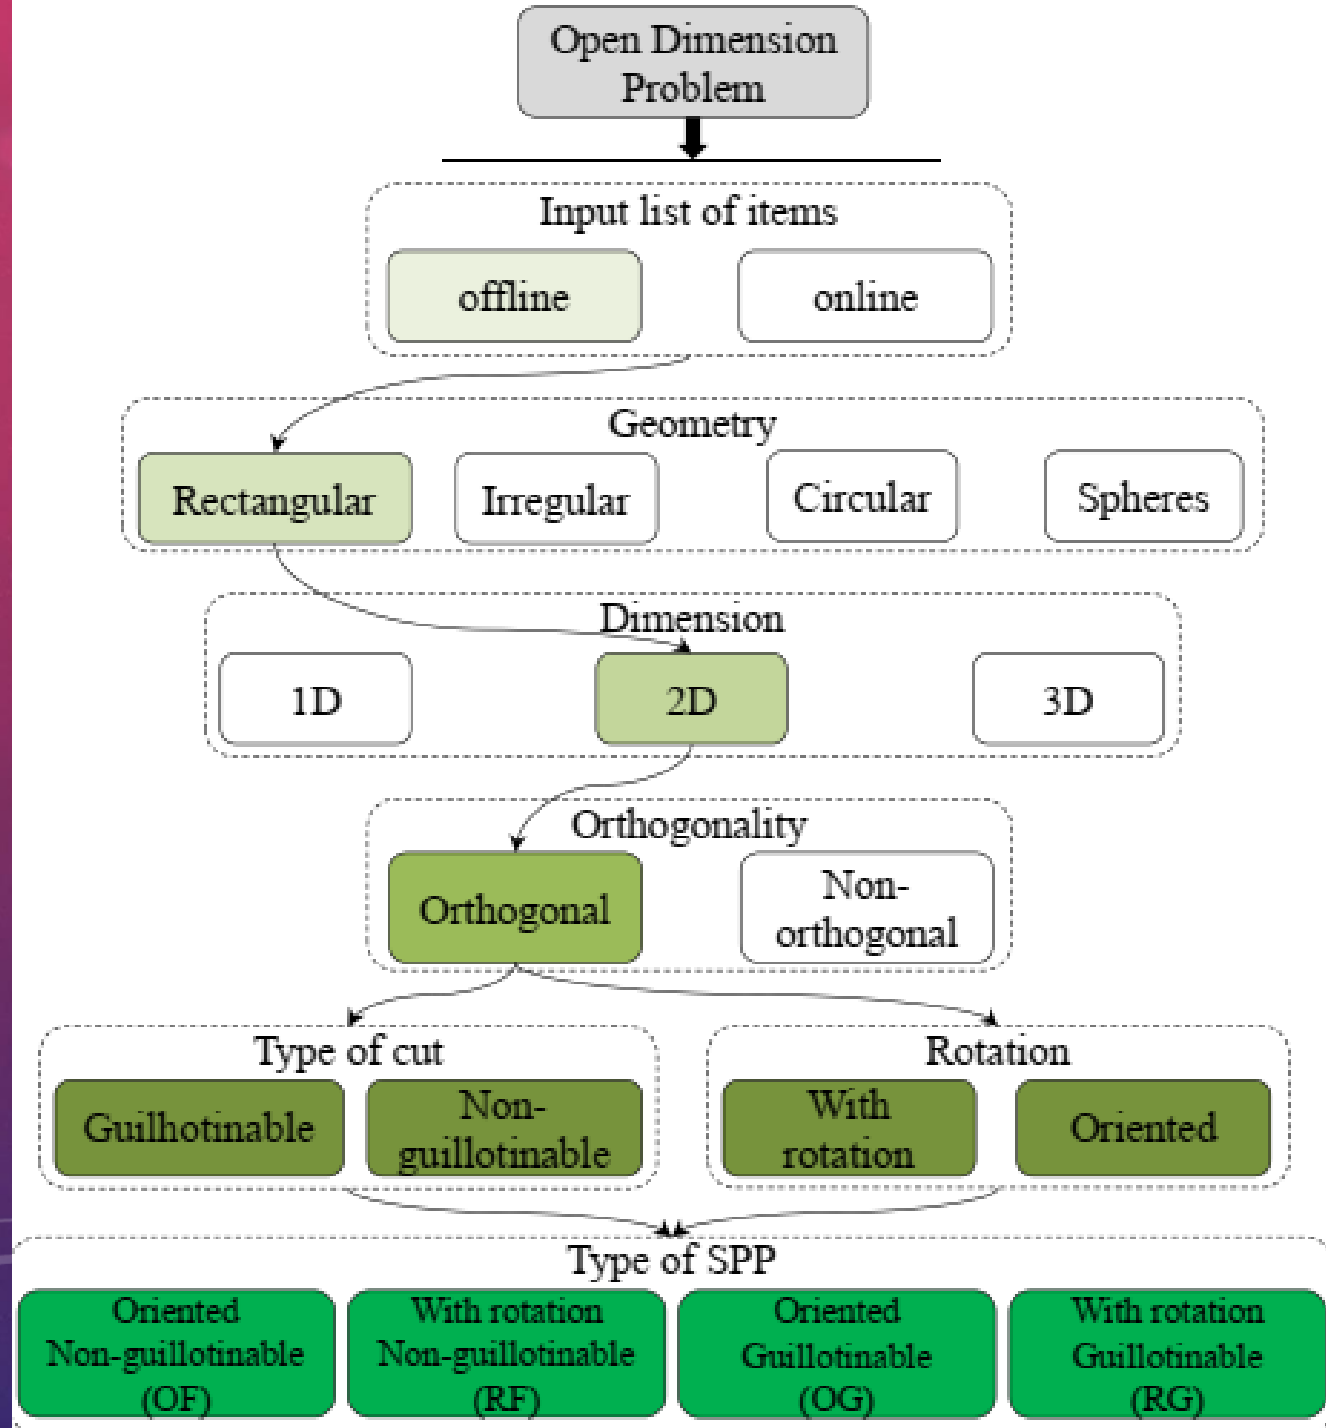 Open Dimension
Problem
Input list of items
offline
online
Geometry
Rectangular
Irregular
Circular
Spheres
Dimension
1D
2D
3D
Orthogonality
Orthogonal
Non-
orthogonal
Type of cut
Guilhotinable
Non-
guillotinable
Rotation
With
rotation
Oriented
Type of SPP
Oriented
Non-guillotinable
(OF)
With rotation
Non-guillotinable
(RF)
Oriented
Guillotinable
(OG)
With rotation
Guillotinable
(RG)